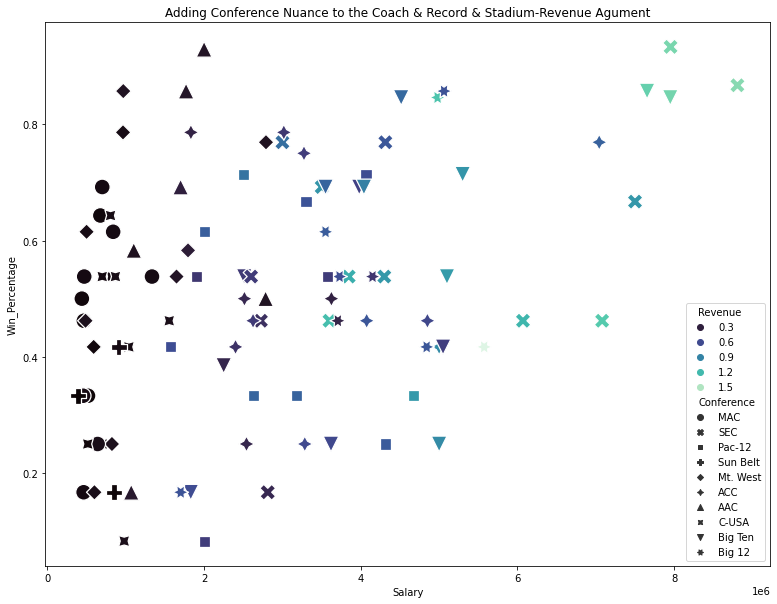 Adding Conference Nuance to the Coach & Record & Stadium-Revenue Agument
Win_Percentage
0.8
0.6
0.4
0.2
Revenue
0.3
0.6
0.9
1.2
1.5
Conference
MAC
SEC
Pac-12
Sun Belt
Mt. West
ACC
AAC
C-USA
Big Ten
Big 12
0
2
4
6
8
1e6
Salary